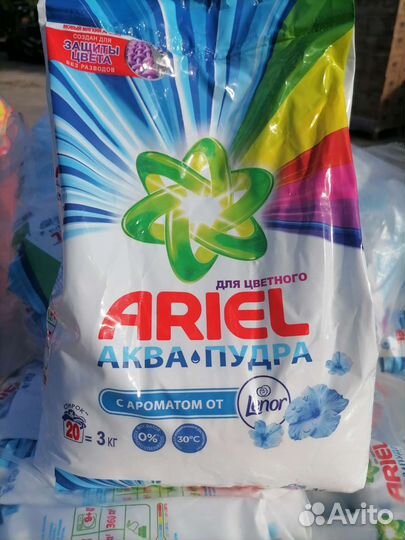 СОЗДАН ДЛЯ
ЗАЩИТЫ
ЦВЕТА
БЕЗ РАЗВОДОВ
ДЛЯ ЦВЕТНОГО
ARIEL
АКВА ПУДРА
С АРОМАТОМ ОТ
Lenor
20 = 3 КГ
0%
30°C
Avito